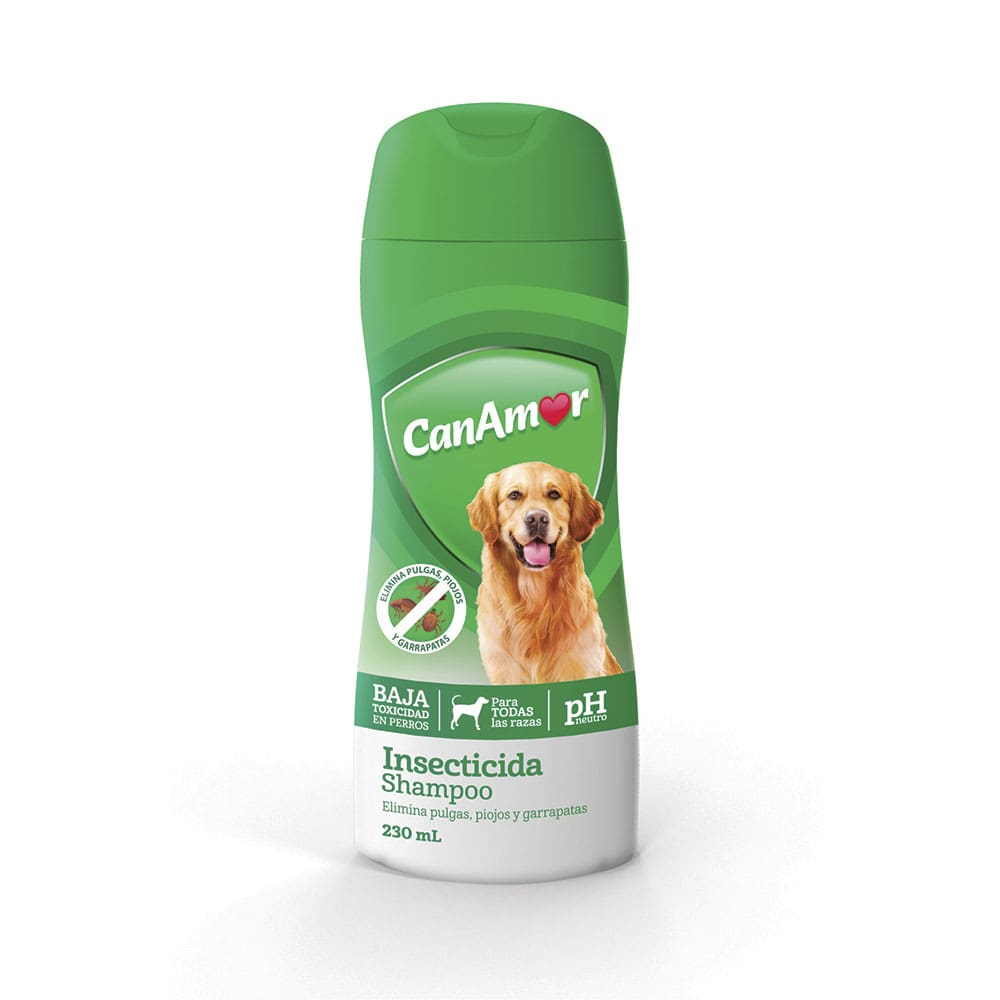 CanAmor
ELIMINA PULGAS, PIOJOS
Y GARRAPATAS
BAJA
TOXICIDAD
EN PERROS
Para
TODAS
las razas
pH
neutro
Insecticida
Shampoo
Elimina pulgas, piojos y garrapatas
230 mL